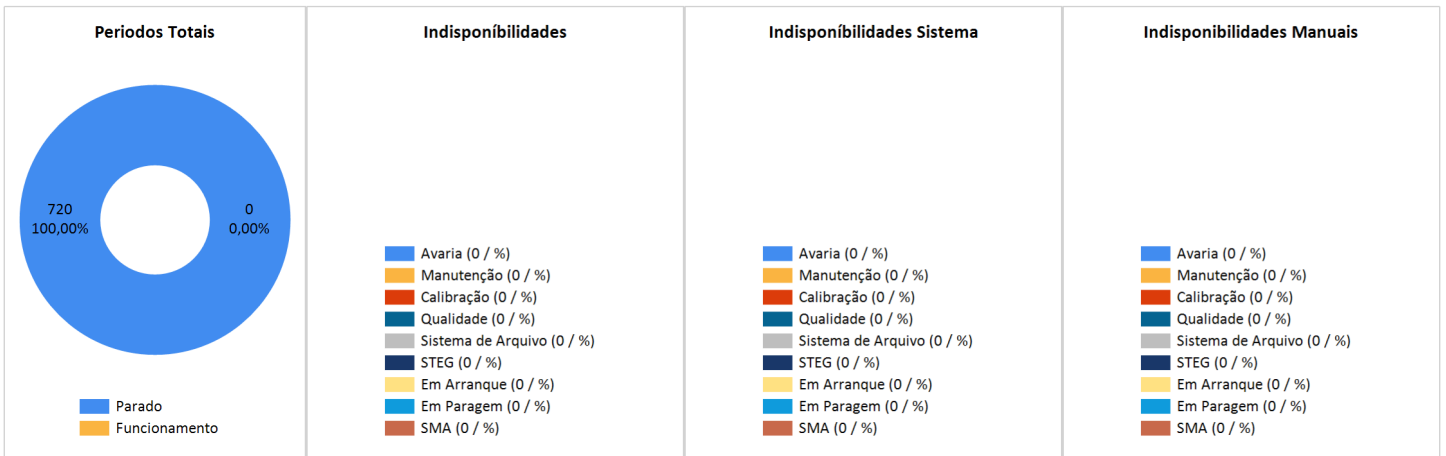 Periodos Totais
720
100,00%
0
0,00%
Parado
Funcionamento
Indisponíbilidades
Avaria (0 / %)
Manutenção (0 / %)
Calibração (0 / %)
Qualidade (0 / %)
Sistema de Arquivo (0 / %)
STEG (0 / %)
Em Arranque (0 / %)
Em Paragem (0 / %)
SMA (0 / %)
Indisponíbilidades Sistema
Avaria (0 / %)
Manutenção (0 / %)
Calibração (0 / %)
Qualidade (0 / %)
Sistema de Arquivo (0 / %)
STEG (0 / %)
Em Arranque (0 / %)
Em Paragem (0 / %)
SMA (0 / %)
Indisponibilidades Manuais
Avaria (0 / %)
Manutenção (0 / %)
Calibração (0 / %)
Qualidade (0 / %)
Sistema de Arquivo (0 / %)
STEG (0 / %)
Em Arranque (0 / %)
Em Paragem (0 / %)
SMA (0 / %)